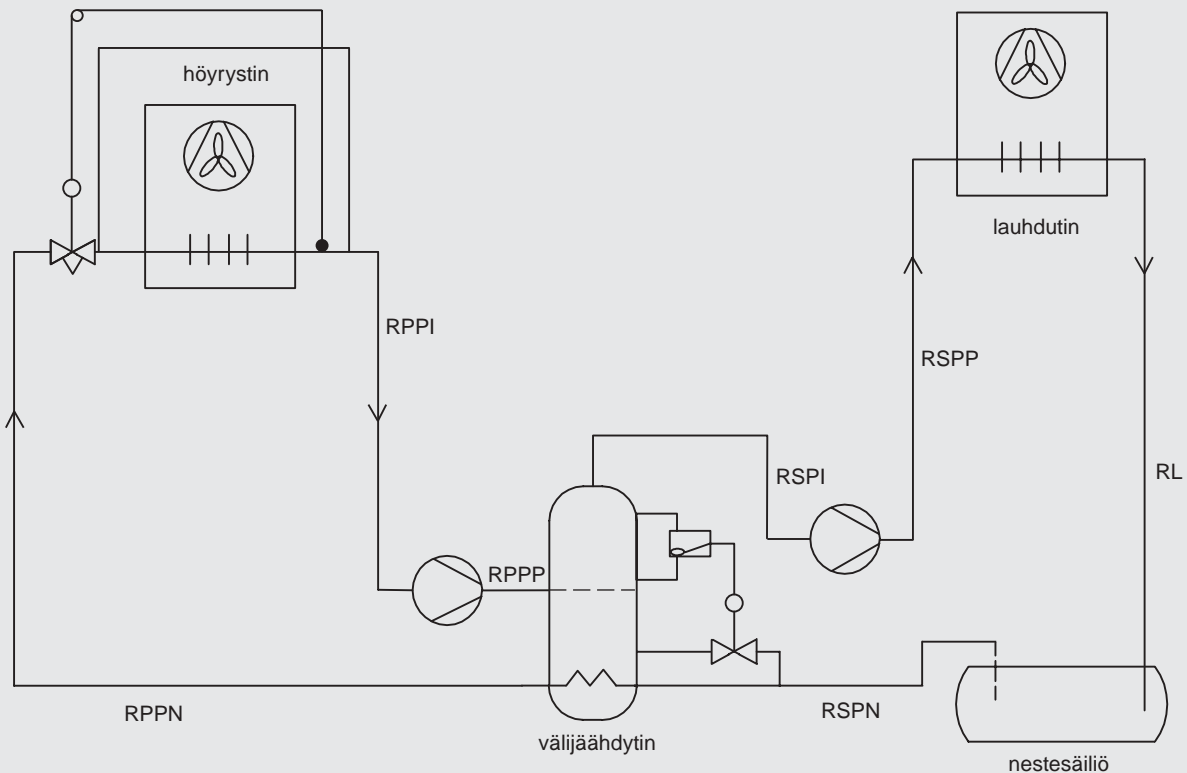 höyrystin
lauhdutin
RPPI
RSPP
RL
RSPI
RPPP
RPPN
RSPN
välijäähdytin
nestesäiliö